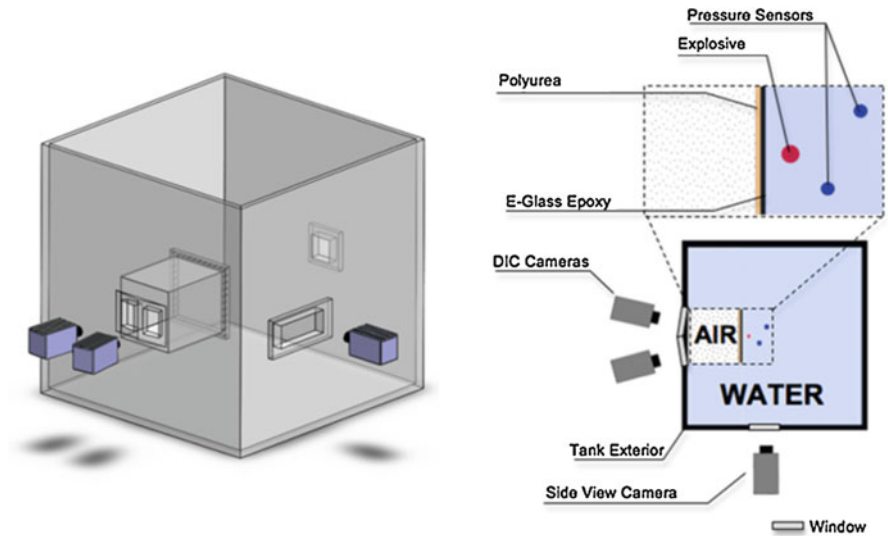 Pressure Sensors
Explosive
Polyurea
E-Glass Epoxy
DIC Cameras
AIR
WATER
Tank Exterior
Side View Camera
Window